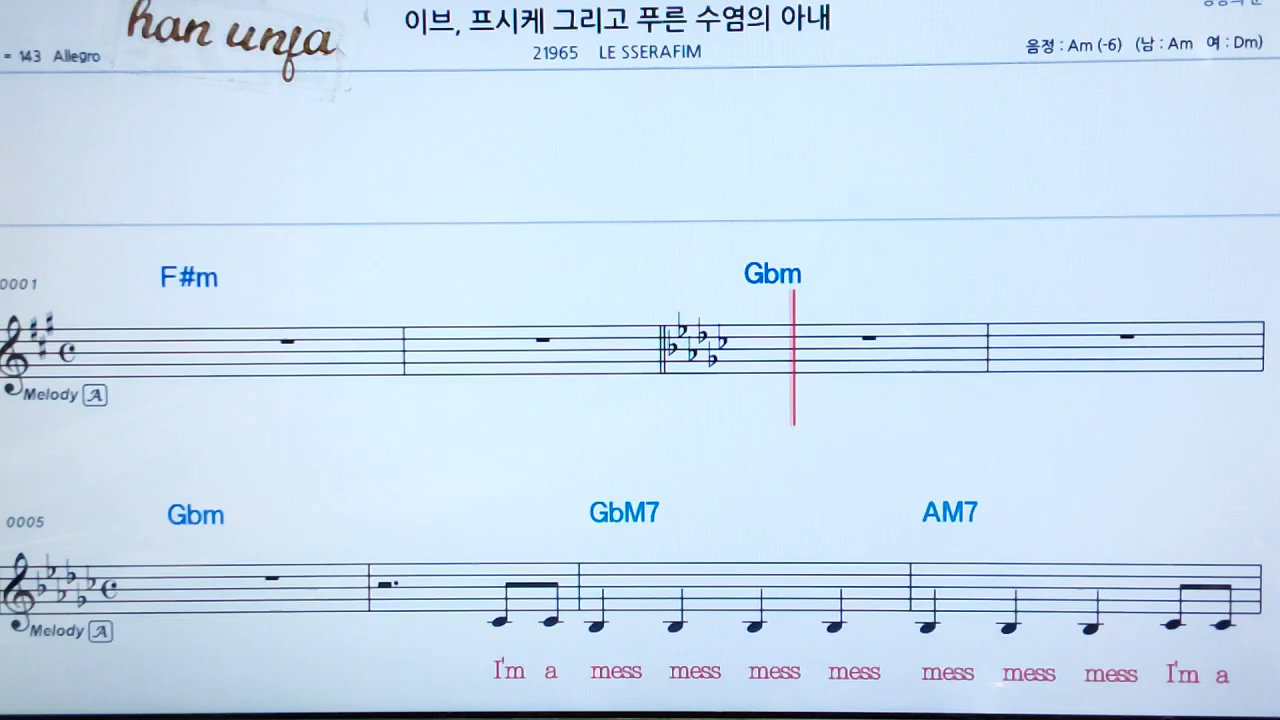 han unfa
이브, 프시케 그리고 푸른 수염의 아내
= 143 Allegro
21965 LE SSERAFIM
음정 : Am (-6) (남 : Am 여 : Dm)
0001 F#m Gbm
Melody A
0005 Gbm GbM7 AM7
Melody A
I'm a mess mess mess mess mess mess mess I'm a